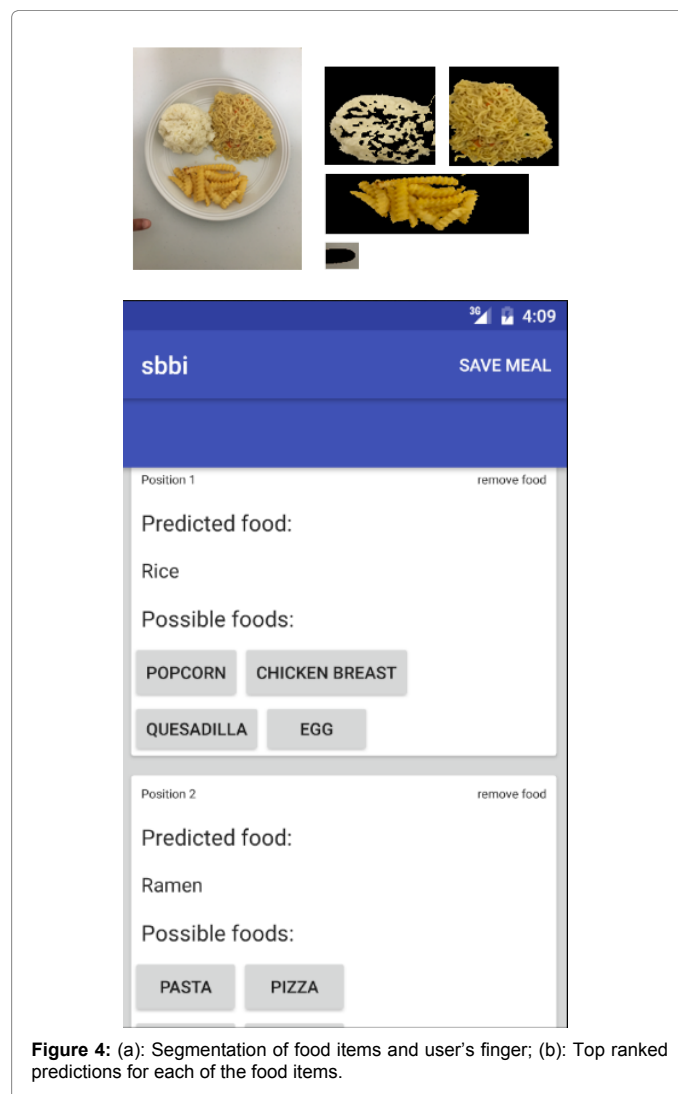 3G 4:09
sbbi SAVE MEAL
Position 1 remove food
Predicted food:
Rice
Possible foods:
POPCORN CHICKEN BREAST
QUESADILLA EGG
Position 2 remove food
Predicted food:
Ramen
Possible foods:
PASTA PIZZA
Figure 4: (a): Segmentation of food items and user's finger; (b): Top ranked
predictions for each of the food items.